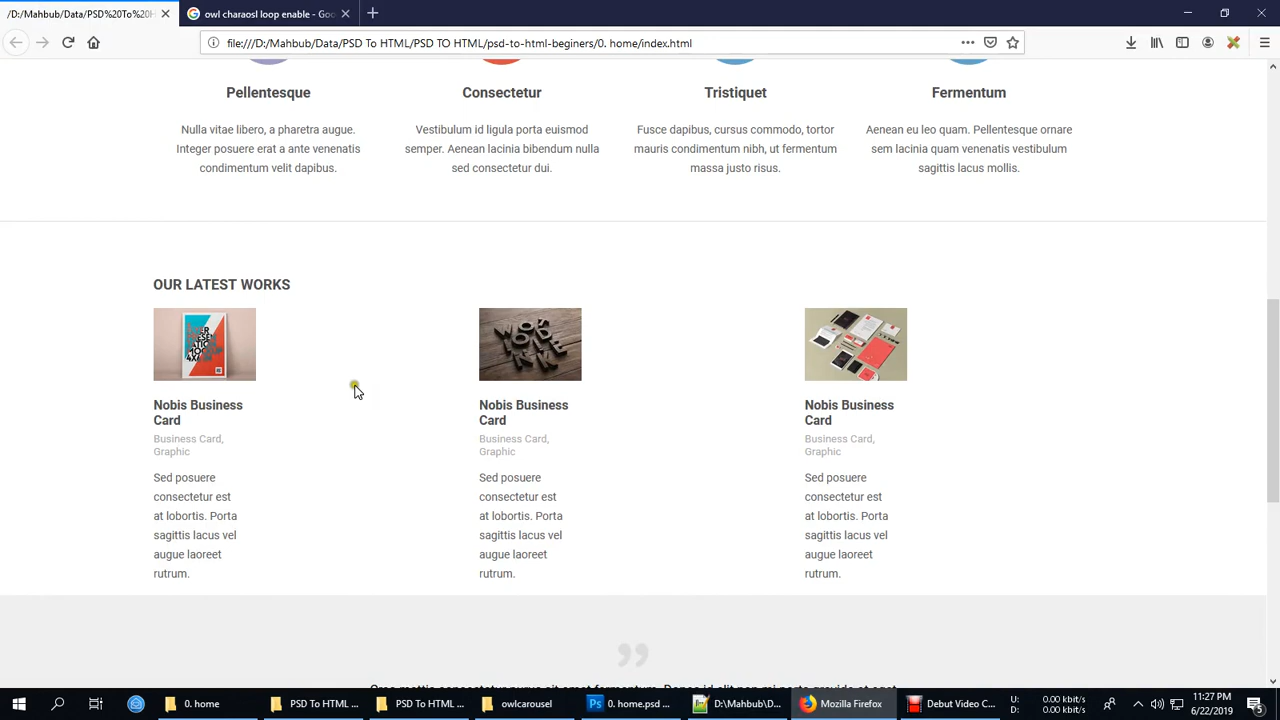 /D:/Mahbub/Data/PSD%20To%20H
owl charaosl loop enable - Goo
file:///D:/Mahbub/Data/PSD To HTML/PSD TO HTML/psd-to-html-beginers/0. home/index.html
Pellentesque
Consectetur
Tristiquet
Fermentum
Nulla vitae libero, a pharetra augue.
Integer posuere erat a ante venenatis
condimentum velit dapibus.
Vestibulum id ligula porta euismod
semper. Aenean lacinia bibendum nulla
sed consectetur dui.
Fusce dapibus, cursus commodo, tortor
mauris condimentum nibh, ut fermentum
massa justo risus.
Aenean eu leo quam. Pellentesque ornare
sem lacinia quam venenatis vestibulum
sagittis lacus mollis.
OUR LATEST WORKS
Nobis Business
Card
Business Card,
Graphic
Sed posuere
consectetur est
at lobortis. Porta
sagittis lacus vel
augue laoreet
rutrum.
Nobis Business
Card
Business Card,
Graphic
Sed posuere
consectetur est
at lobortis. Porta
sagittis lacus vel
augue laoreet
rutrum.
Nobis Business
Card
Business Card,
Graphic
Sed posuere
consectetur est
at lobortis. Porta
sagittis lacus vel
augue laoreet
rutrum.
0. home
PSD To HTML ...
PSD To HTML ...
owlcarousel
0. home.psd ...
D:\Mahbub\D...
Mozilla Firefox
Debut Video C...
U: 0.00 kbit/s
D: 0.00 kbit/s
11:27 PM
6/22/2019